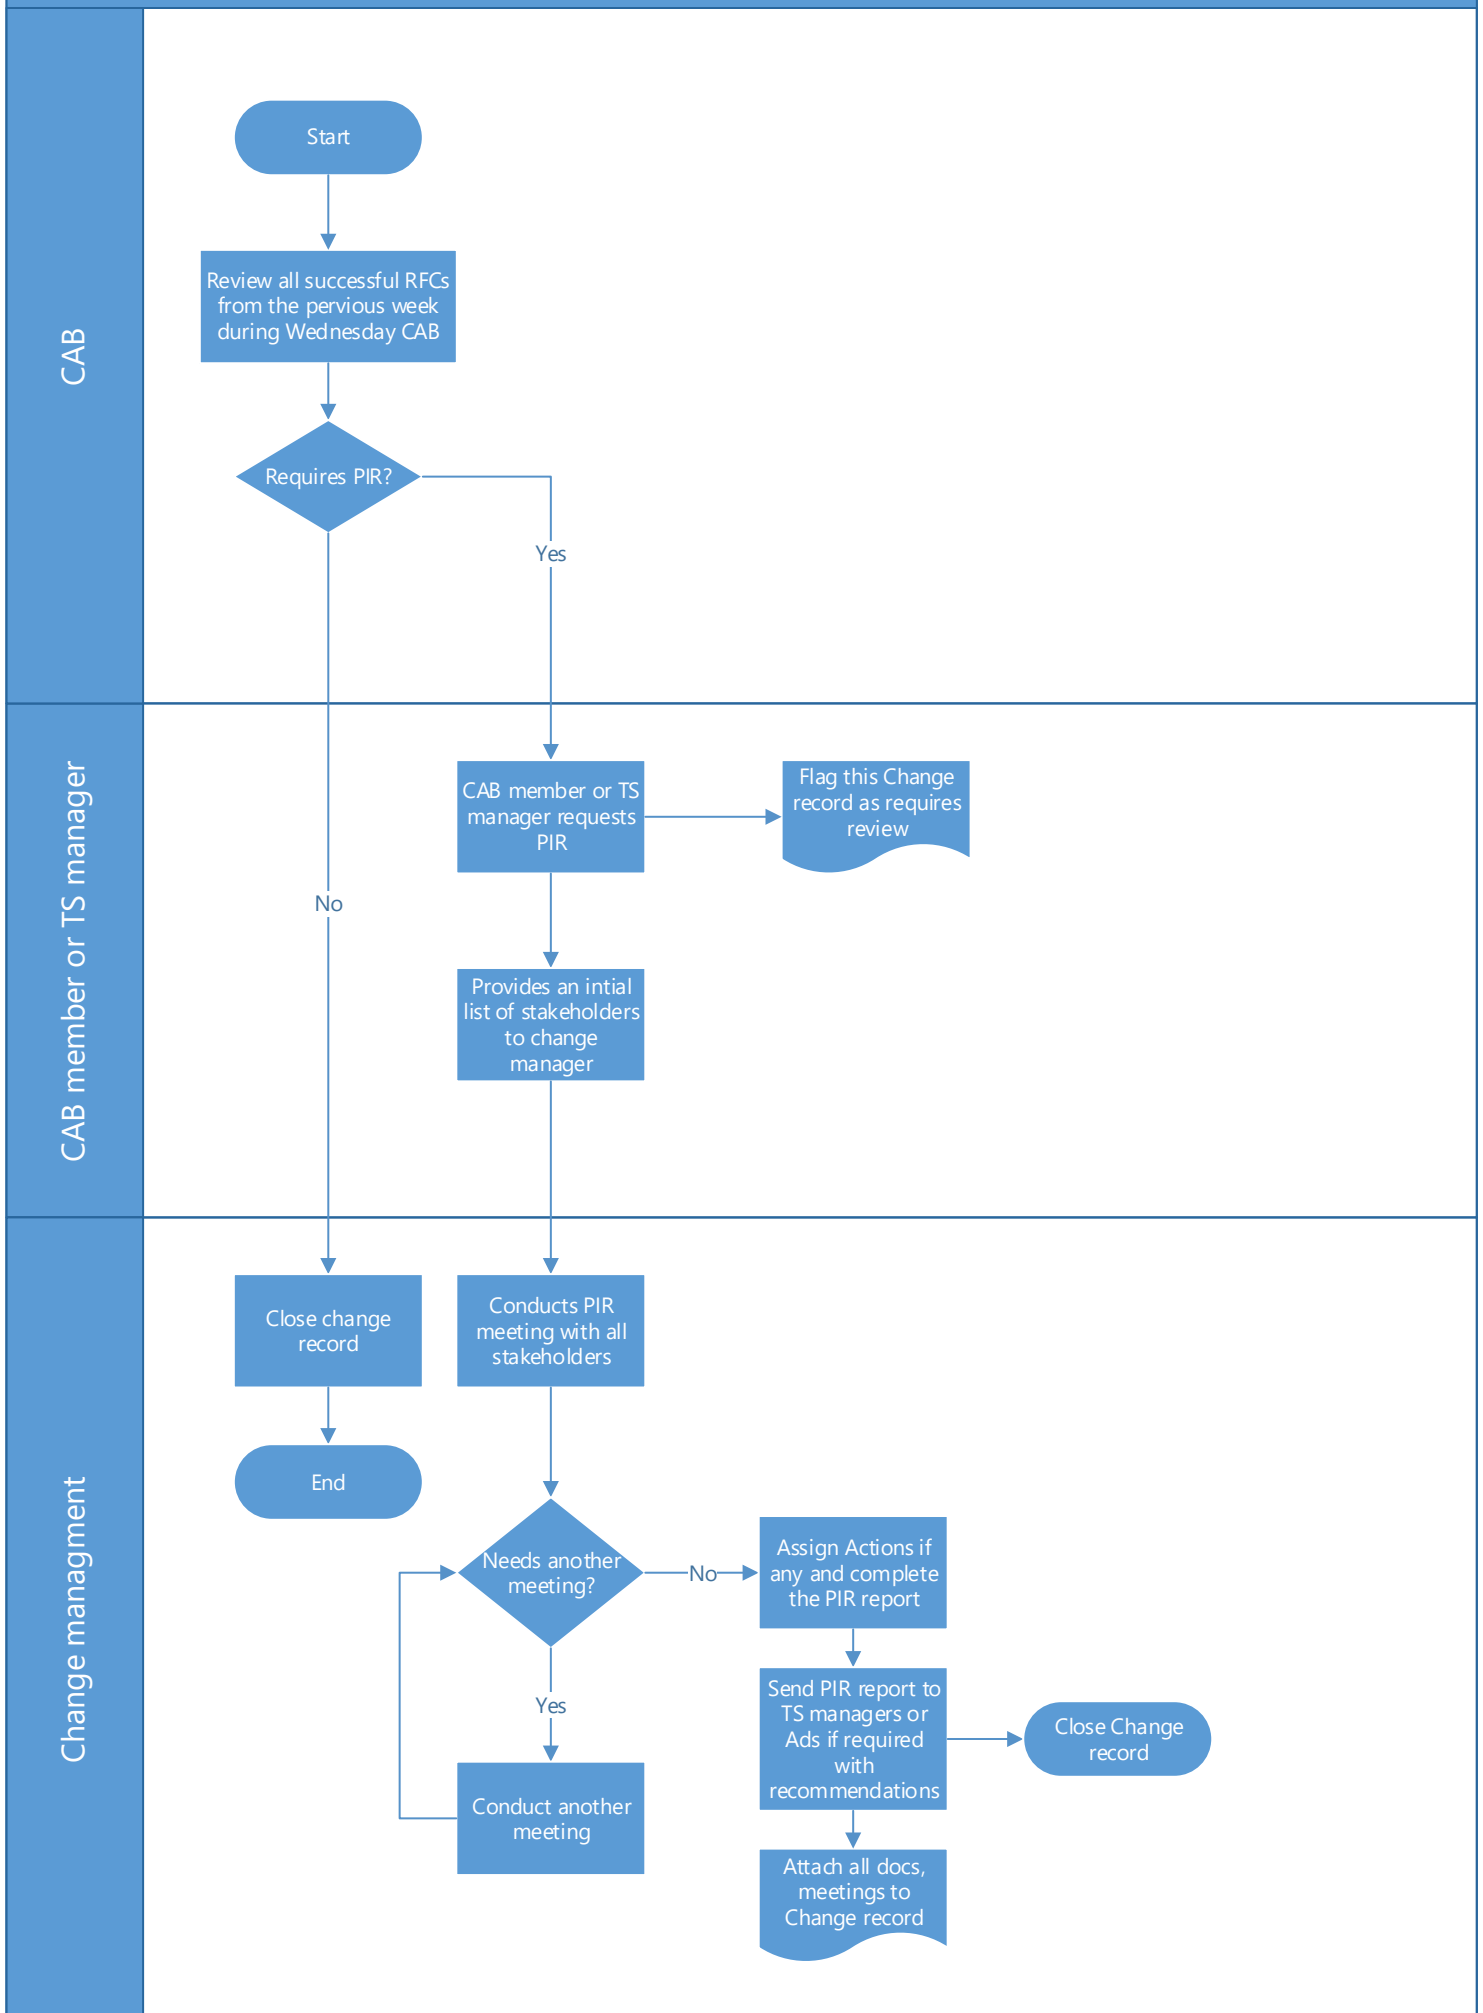 CAB
Start
Review all successful RFCs
from the pervious week
during Wednesday CAB
Requires PIR?
Yes
No
CAB member or TS manager
CAB member or TS
manager requests
PIR
Flag this Change
record as requires
review
Provides an intial
list of stakeholders
to change
manager
Change managment
Close change
record
End
Conducts PIR
meeting with all
stakeholders
Needs another
meeting?
No
Yes
Conduct another
meeting
Assign Actions if
any and complete
the PIR report
Send PIR report to
TS managers or
Ads if required
with
recommendations
Close Change
record
Attach all docs,
meetings to
Change record